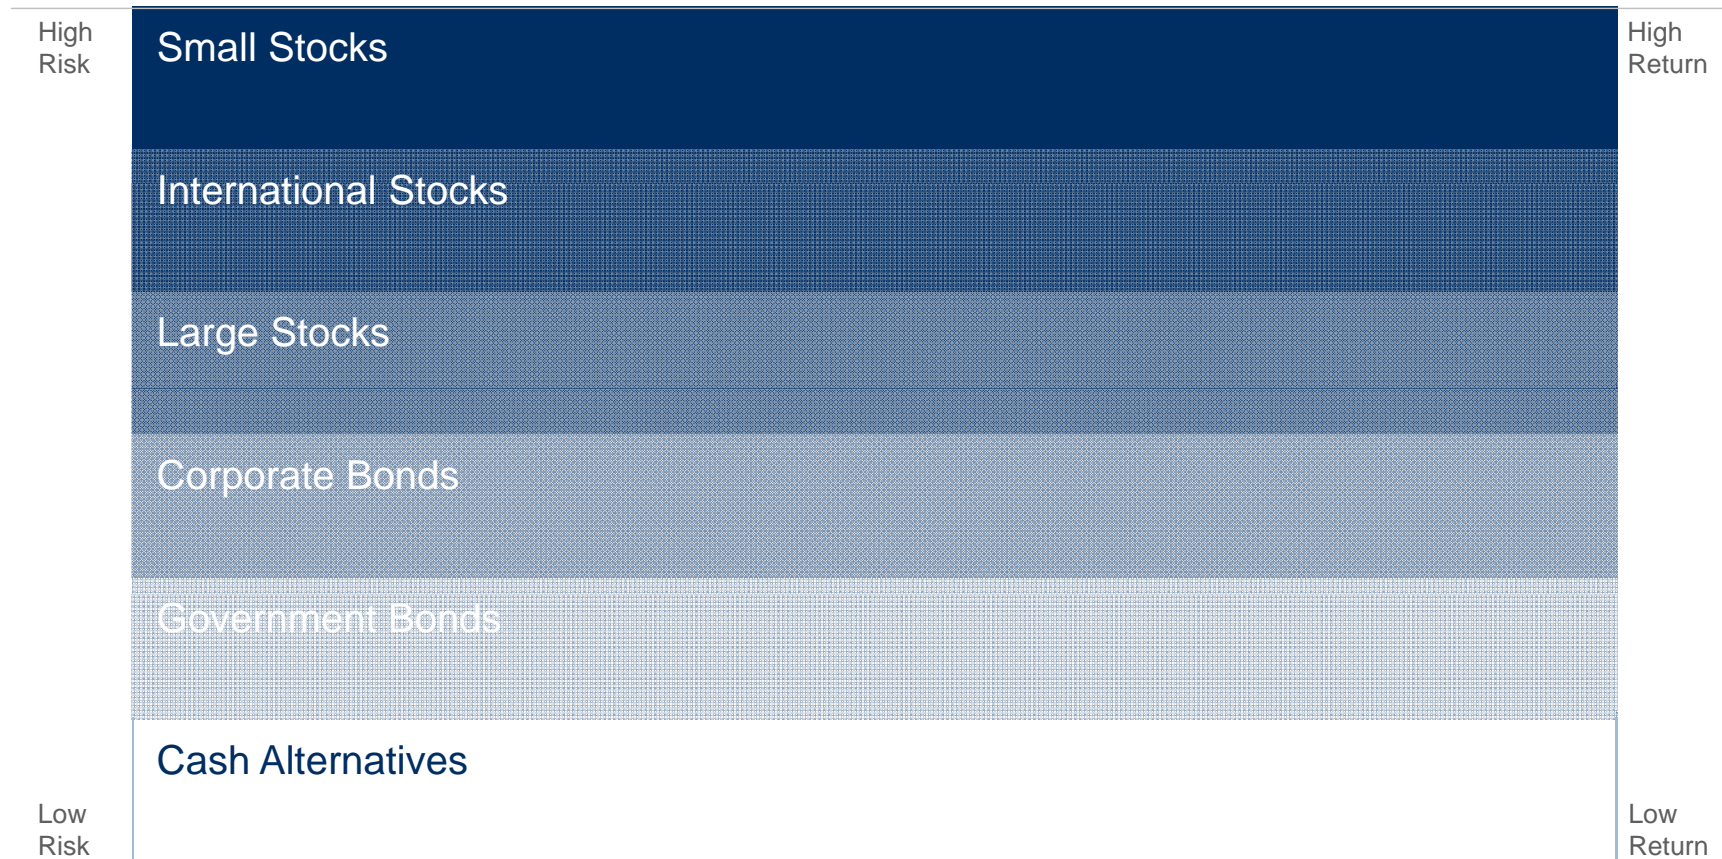 High
Risk
Small Stocks
High
Return
International Stocks
Large Stocks
Corporate Bonds
Government Bonds
Cash Alternatives
Low
Risk
Low
Return